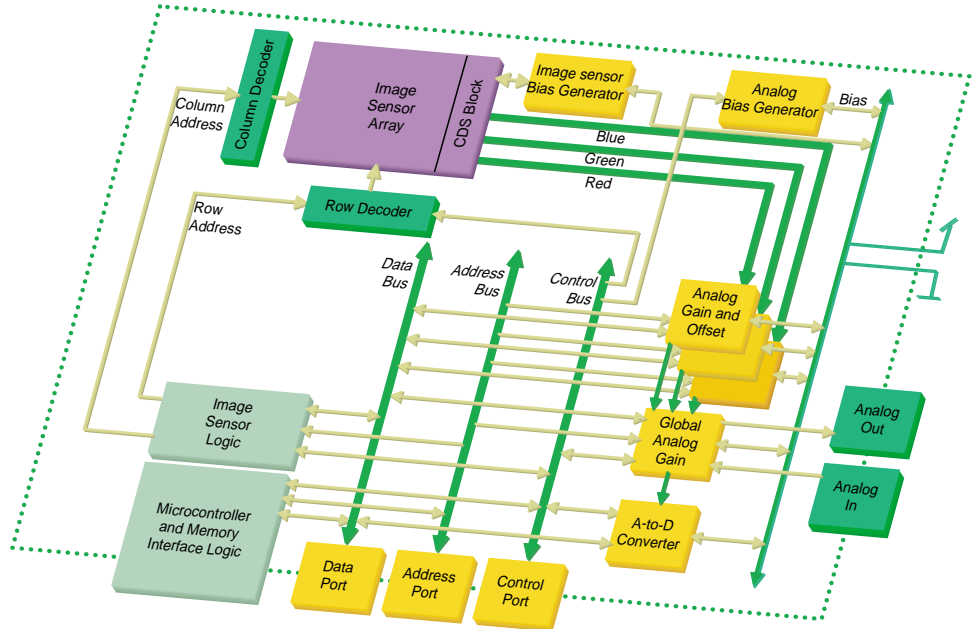 Column Decoder
Image
Sensor
Array
CDS Block
Image sensor
Bias Generator
Analog
Bias Generator
Bias
Column
Address
Blue
Green
Red
Row
Address
Row Decoder
Data
Bus
Address
Bus
Control
Bus
Analog
Gain and
Offset
Image
Sensor
Logic
Global
Analog
Gain
Analog
Out
Analog
In
Microcontroller
and Memory
Interface Logic
A-to-D
Converter
Data
Port
Address
Port
Control
Port